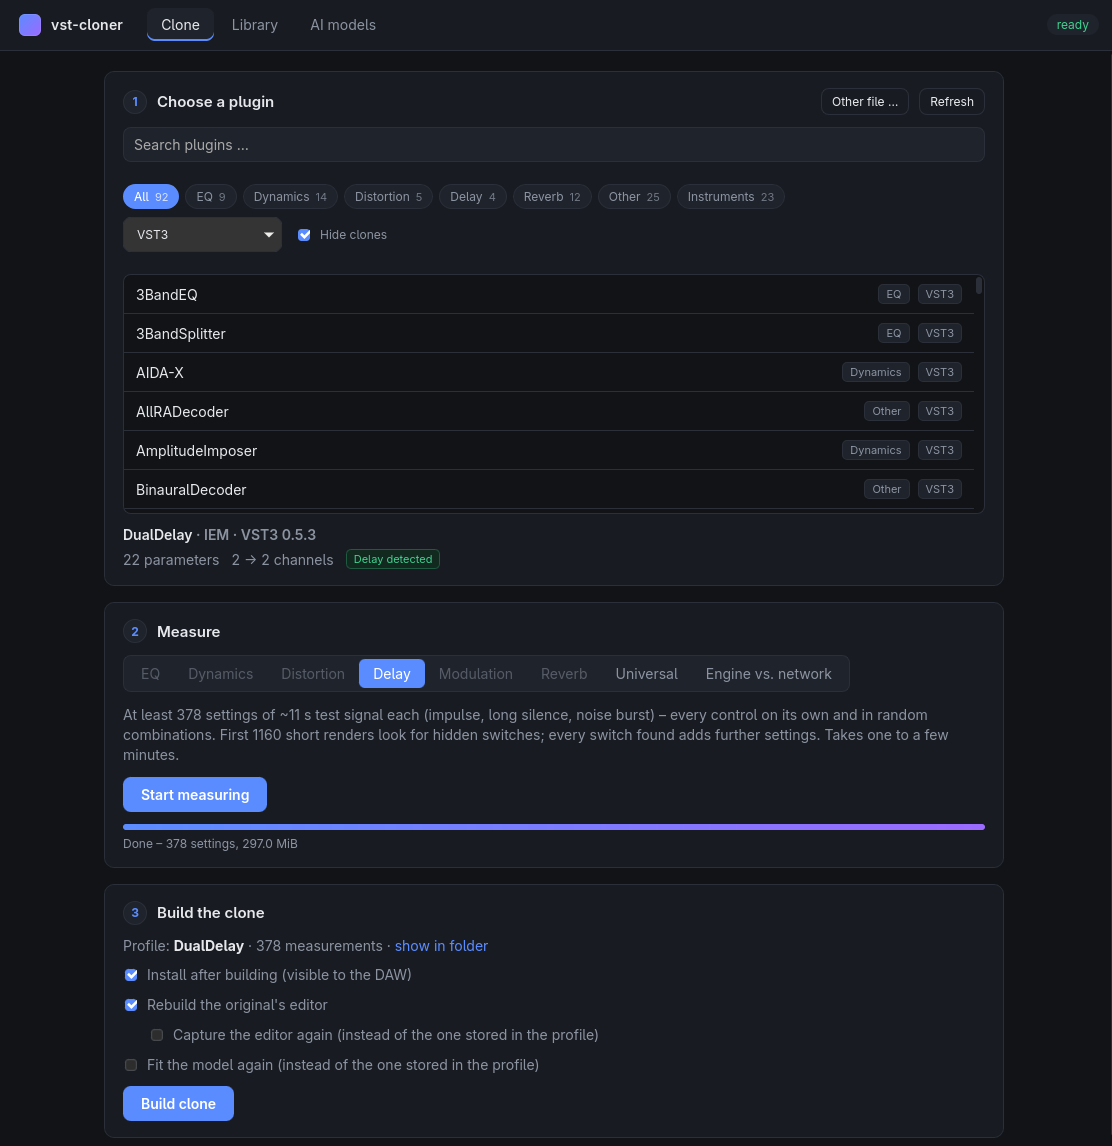 vst-cloner Clone Library AI models ready
1 Choose a plugin Other file ... Refresh
Search plugins ...
All 92 EQ 9 Dynamics 14 Distortion 5 Delay 4 Reverb 12 Other 25 Instruments 23
VST3 Hide clones
3BandEQ EQ VST3
3BandSplitter EQ VST3
AIDA-X Dynamics VST3
AllRADecoder Other VST3
AmplitudeImposer Dynamics VST3
BinauralDecoder Other VST3
DualDelay · IEM · VST3 0.5.3
22 parameters 2 → 2 channels Delay detected
2 Measure
EQ Dynamics Distortion Delay Modulation Reverb Universal Engine vs. network
At least 378 settings of ~11 s test signal each (impulse, long silence, noise burst) – every control on its own and in random
combinations. First 1160 short renders look for hidden switches; every switch found adds further settings. Takes one to a few
minutes.
Start measuring
Done – 378 settings, 297.0 MiB
3 Build the clone
Profile: DualDelay · 378 measurements · show in folder
Install after building (visible to the DAW)
Rebuild the original's editor
Capture the editor again (instead of the one stored in the profile)
Fit the model again (instead of the one stored in the profile)
Build clone